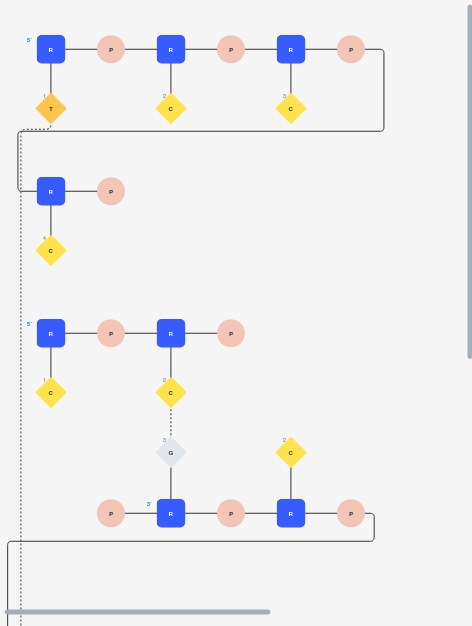 5' R P R P R P
1 2 3
T C C
R P
4
C
5' R P R P
1 2
C C
3 2
G C
3'
P R P R P